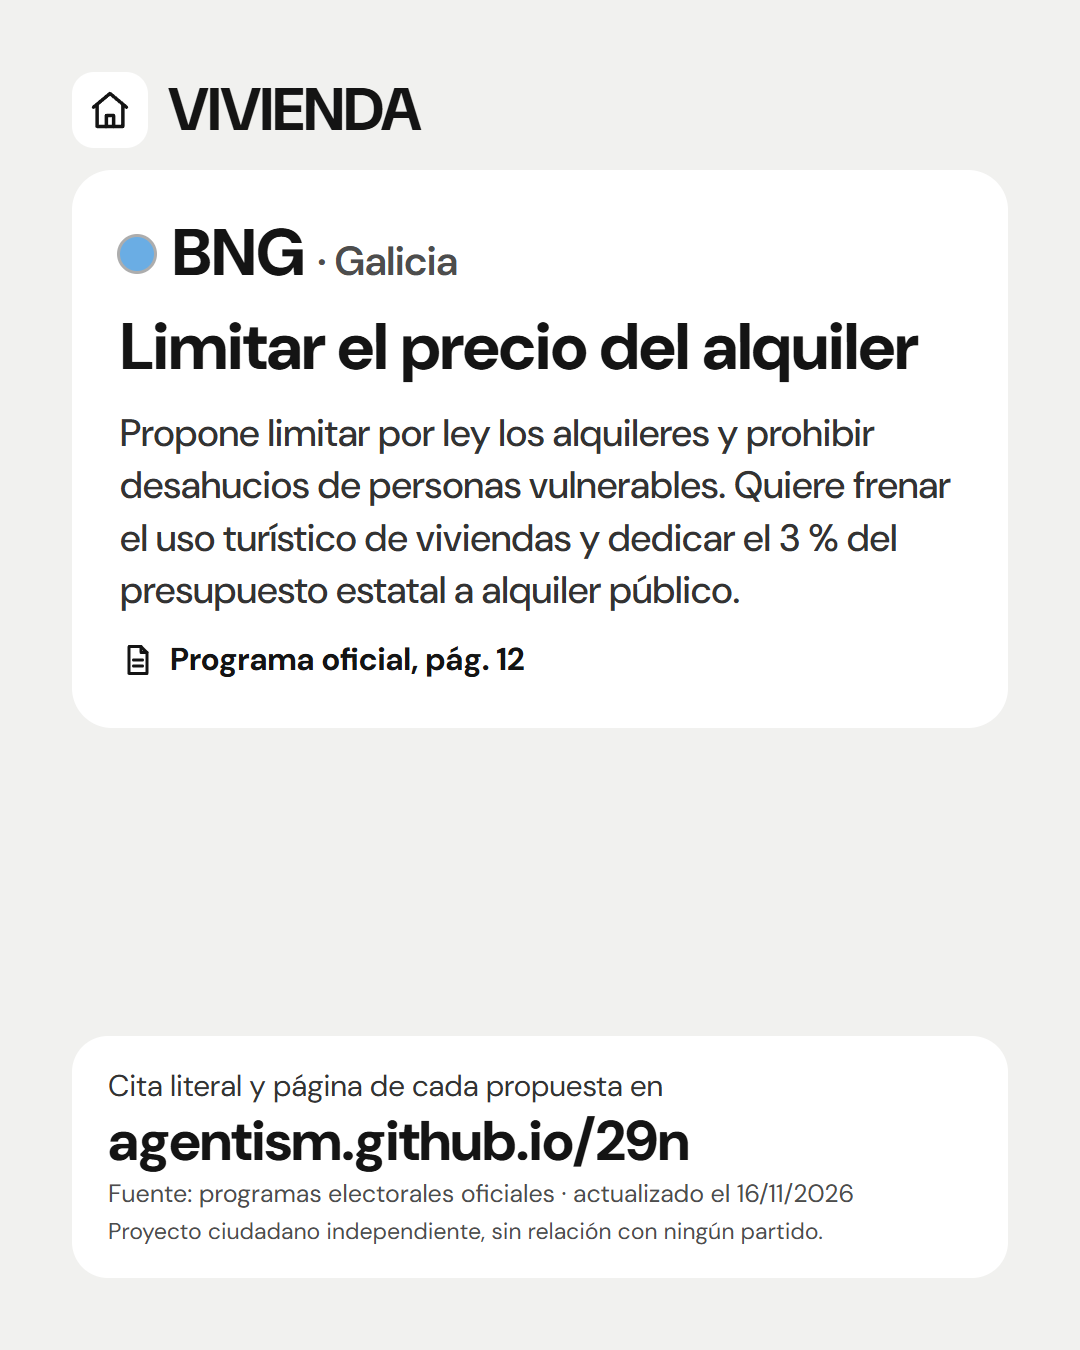 VIVIENDA
BNG · Galicia
Limitar el precio del alquiler
Propone limitar por ley los alquileres y prohibir
desahucios de personas vulnerables. Quiere frenar
el uso turístico de viviendas y dedicar el 3 % del
presupuesto estatal a alquiler público.
Programa oficial, pág. 12
Cita literal y página de cada propuesta en
agentism.github.io/29n
Fuente: programas electorales oficiales · actualizado el 16/11/2026
Proyecto ciudadano independiente, sin relación con ningún partido.